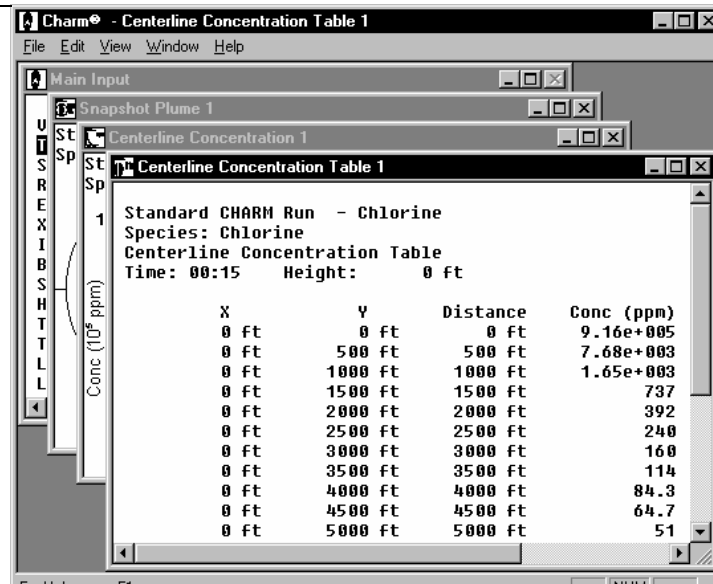 Charm® - Centerline Concentration Table 1
File Edit View Window Help
Main Input
Snapshot Plume 1
Centerline Concentration 1
Centerline Concentration Table 1
V
T
S
R
E
X
I
B
S
H
T
T
L
L
St
Sp
St
Sp
1
Conc (10⁵ ppm)
Standard CHARM Run - Chlorine
Species: Chlorine
Centerline Concentration Table
Time: 00:15 Height: 0 ft
X Y Distance Conc (ppm)
0 ft 0 ft 0 ft 9.16e+005
0 ft 500 ft 500 ft 7.68e+003
0 ft 1000 ft 1000 ft 1.65e+003
0 ft 1500 ft 1500 ft 737
0 ft 2000 ft 2000 ft 392
0 ft 2500 ft 2500 ft 240
0 ft 3000 ft 3000 ft 160
0 ft 3500 ft 3500 ft 114
0 ft 4000 ft 4000 ft 84.3
0 ft 4500 ft 4500 ft 64.7
0 ft 5000 ft 5000 ft 51